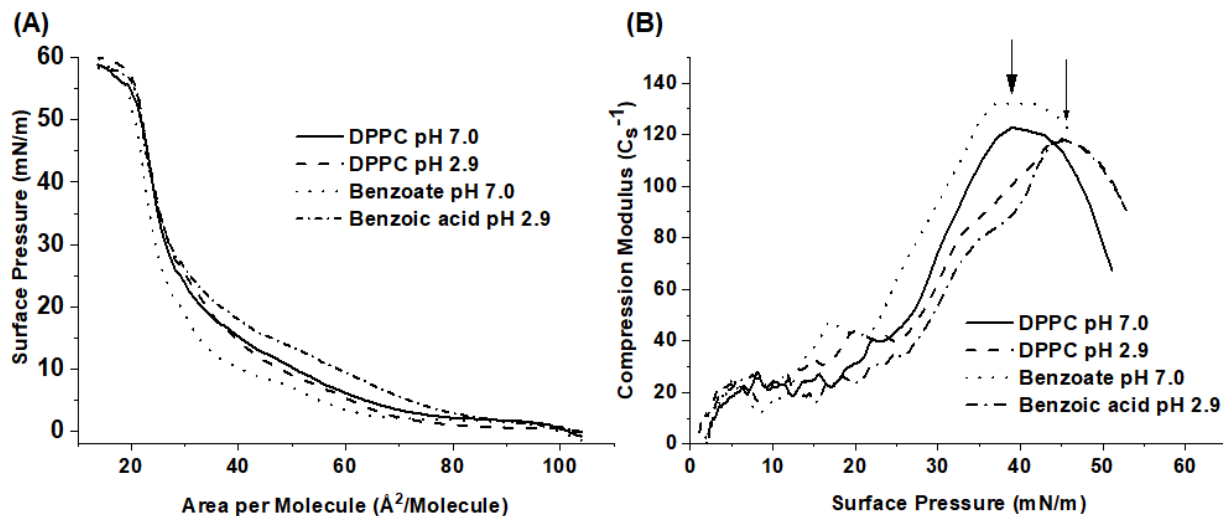 (A)
60
50
40
30
20
10
0
Surface Pressure (mN/m)
20
40
60
80
100
Area per Molecule (Å²/Molecule)
DPPC pH 7.0
DPPC pH 2.9
Benzoate pH 7.0
Benzoic acid pH 2.9
(B)
140
120
100
80
60
40
20
0
Compression Modulus (Cs⁻¹)
0
10
20
30
40
50
60
Surface Pressure (mN/m)
DPPC pH 7.0
DPPC pH 2.9
Benzoate pH 7.0
Benzoic acid pH 2.9